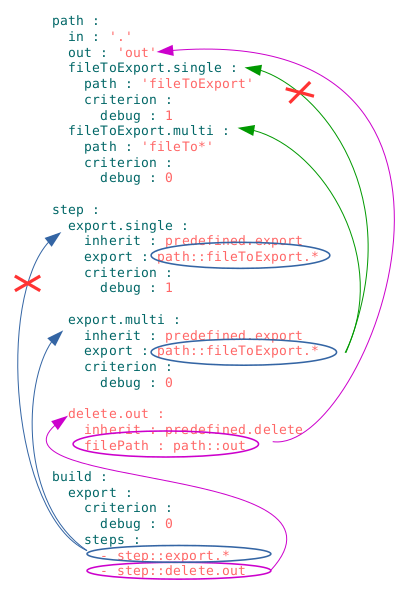 path :
in : '.'
out : 'out'
fileToExport.single :
path : 'fileToExport'
criterion :
debug : 1
fileToExport.multi :
path : 'fileTo*'
criterion :
debug : 0
step :
export.single :
inherit : predefined.export
export : path::fileToExport.*
criterion :
debug : 1
export.multi :
inherit : predefined.export
export : path::fileToExport.*
criterion :
debug : 0
delete.out :
inherit : predefined.delete
filePath : path::out
build :
export :
criterion :
debug : 0
steps :
- step::export.*
- step::delete.out